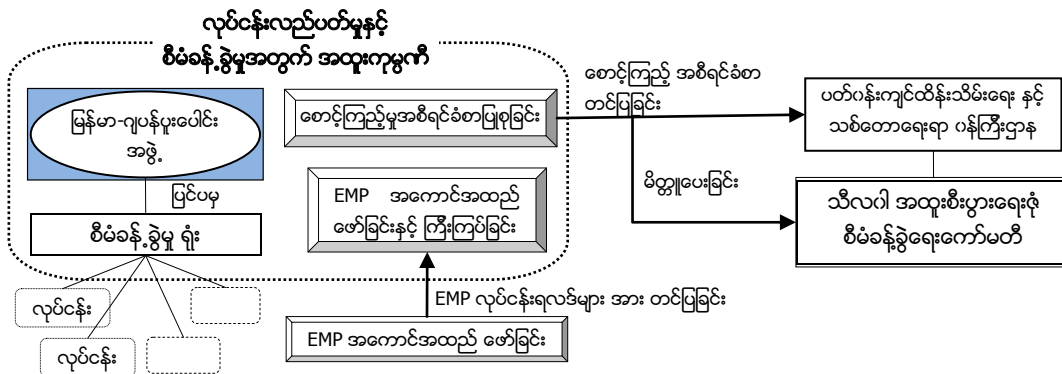 လုပ်ငန်းလည်ပတ်မှုနှင့်
စီမံခန့်ခွဲမှုအတွက် အထူးကုမ္ပဏီ
မြန်မာ-ဂျပန်ပူးပေါင်း
အဖွဲ့
ပြင်ပမှ
စီမံခန့်ခွဲမှု ရုံး
လုပ်ငန်း
လုပ်ငန်း
စောင့်ကြည့်မှုအစီရင်ခံစာပြုစုခြင်း
EMP အကောင်အထည်
ဖော်ခြင်းနှင့် ကြီးကြပ်ခြင်း
EMP လုပ်ငန်းရလဒ်များ အား တင်ပြခြင်း
EMP အကောင်အထည် ဖော်ခြင်း
စောင့်ကြည့် အစီရင်ခံစာ
တင်ပြခြင်း
မိတ္တူပေးခြင်း
ပတ်ဝန်းကျင်ထိန်းသိမ်းရေး နှင့်
သစ်တောရေးရာ ဝန်ကြီးဌာန
သီလဝါ အထူးစီးပွားရေးဇုံ
စီမံခန့်ခွဲရေးကော်မတီ